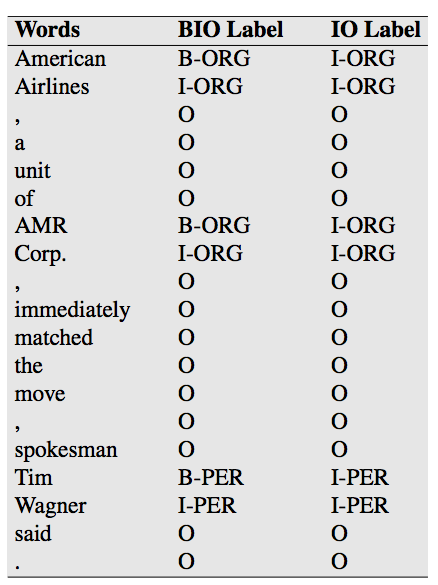 Words BIO Label IO Label
American B-ORG I-ORG
Airlines I-ORG I-ORG
, O O
a O O
unit O O
of O O
AMR B-ORG I-ORG
Corp. I-ORG I-ORG
, O O
immediately O O
matched O O
the O O
move O O
, O O
spokesman O O
Tim B-PER I-PER
Wagner I-PER I-PER
said O O
. O O